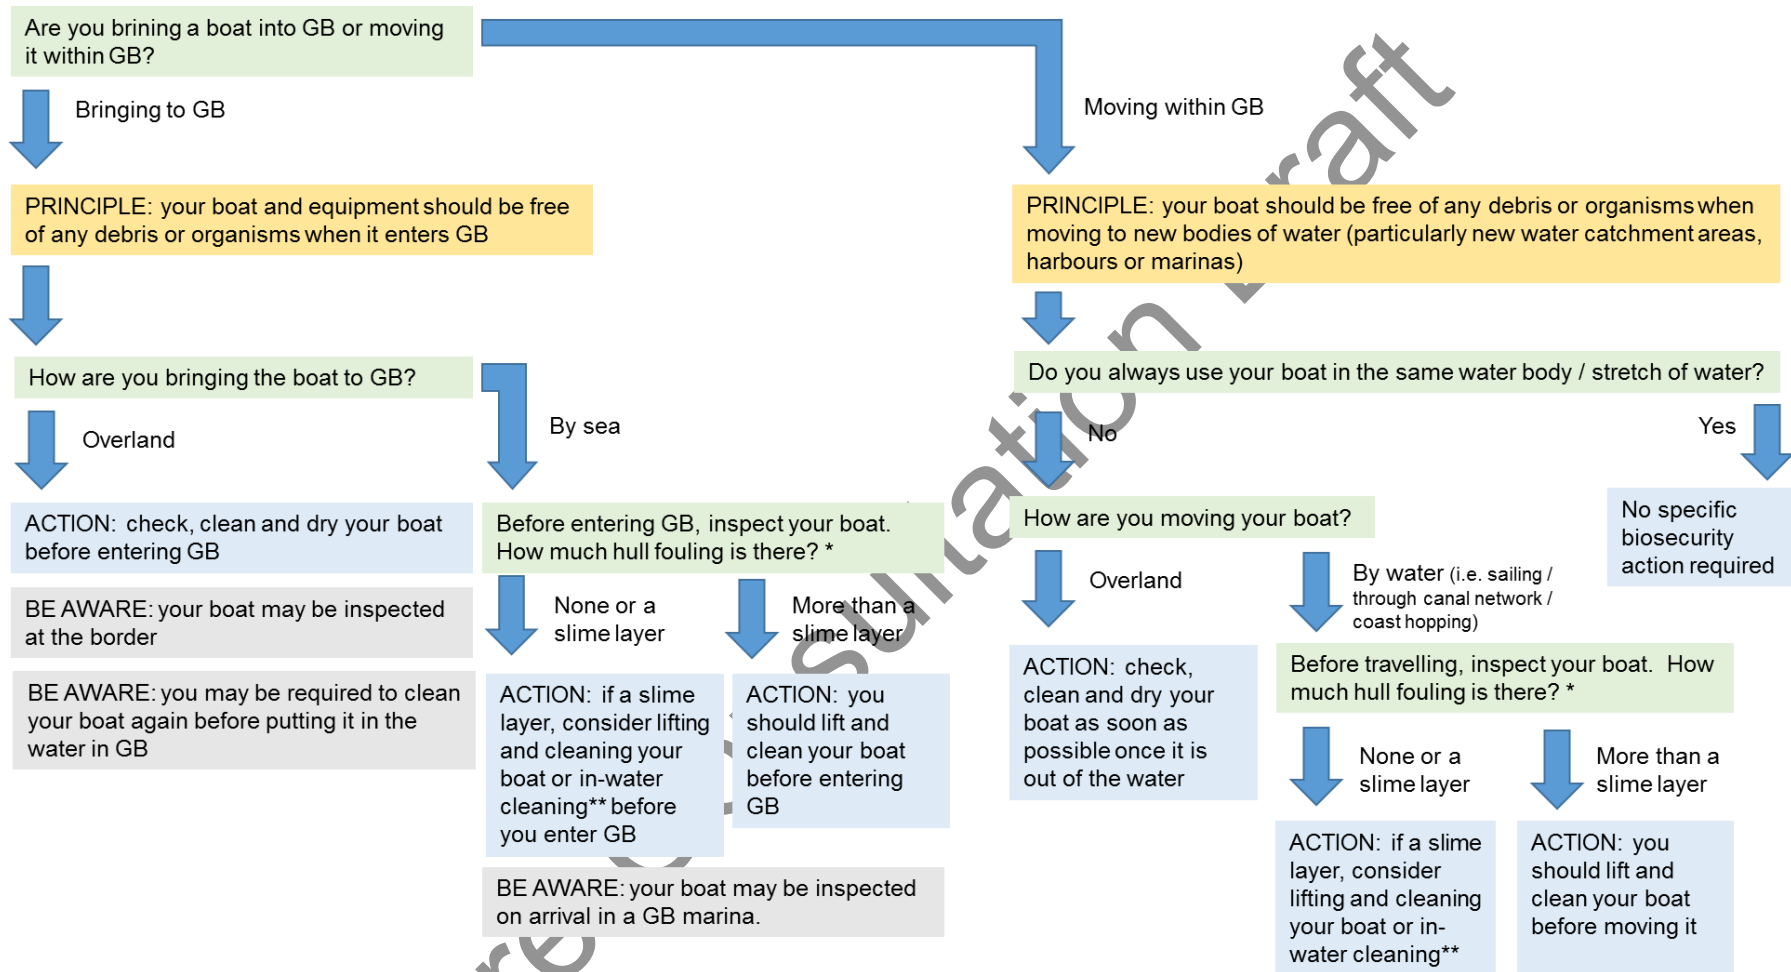 Are you brining a boat into GB or moving
it within GB?
Bringing to GB
Moving within GB
PRINCIPLE: your boat and equipment should be free
of any debris or organisms when it enters GB
PRINCIPLE: your boat should be free of any debris or organisms when
moving to new bodies of water (particularly new water catchment areas,
harbours or marinas)
How are you bringing the boat to GB?
Do you always use your boat in the same water body / stretch of water?
Overland
By sea
No
Yes
ACTION: check, clean and dry your boat
before entering GB
BE AWARE: your boat may be inspected
at the border
BE AWARE: you may be required to clean
your boat again before putting it in the
water in GB
Before entering GB, inspect your boat.
How much hull fouling is there? *
None or a
slime layer
More than a
slime layer
ACTION: if a slime
layer, consider lifting
and cleaning your
boat or in-water
cleaning** before
you enter GB
ACTION: you
should lift and
clean your boat
before entering
GB
BE AWARE: your boat may be inspected
on arrival in a GB marina.
How are you moving your boat?
No specific
biosecurity
action required
Overland
By water (i.e. sailing /
through canal network /
coast hopping)
ACTION: check,
clean and dry your
boat as soon as
possible once it is
out of the water
Before travelling, inspect your boat. How
much hull fouling is there? *
None or a
slime layer
More than a
slime layer
ACTION: if a slime
layer, consider
lifting and cleaning
your boat or in-
water cleaning**
ACTION: you
should lift and
clean your boat
before moving it